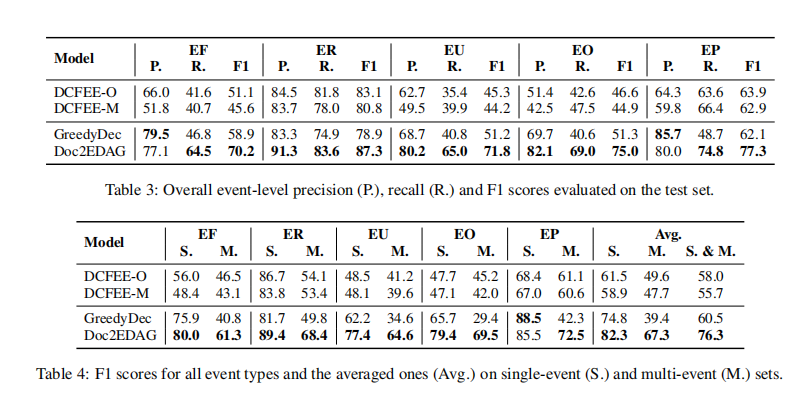 Model EF ER EU EO EP
P. R. F1 P. R. F1 P. R. F1 P. R. F1 P. R. F1
DCFEE-O 66.0 41.6 51.1 84.5 81.8 83.1 62.7 35.4 45.3 51.4 42.6 46.6 64.3 63.6 63.9
DCFEE-M 51.8 40.7 45.6 83.7 78.0 80.8 49.5 39.9 44.2 42.5 47.5 44.9 59.8 66.4 62.9
GreedyDec 79.5 46.8 58.9 83.3 74.9 78.9 68.7 40.8 51.2 69.7 40.6 51.3 85.7 48.7 62.1
Doc2EDAG 77.1 64.5 70.2 91.3 83.6 87.3 80.2 65.0 71.8 82.1 69.0 75.0 80.0 74.8 77.3
Table 3: Overall event-level precision (P.), recall (R.) and F1 scores evaluated on the test set.
Model EF ER EU EO EP Avg.
S. M. S. M. S. M. S. M. S. M. S. M. S. & M.
DCFEE-O 56.0 46.5 86.7 54.1 48.5 41.2 47.7 45.2 68.4 61.1 61.5 49.6 58.0
DCFEE-M 48.4 43.1 83.8 53.4 48.1 39.6 47.1 42.0 67.0 60.6 58.9 47.7 55.7
GreedyDec 75.9 40.8 81.7 49.8 62.2 34.6 65.7 29.4 88.5 42.3 74.8 39.4 60.5
Doc2EDAG 80.0 61.3 89.4 68.4 77.4 64.6 79.4 69.5 85.5 72.5 82.3 67.3 76.3
Table 4: F1 scores for all event types and the averaged ones (Avg.) on single-event (S.) and multi-event (M.) sets.